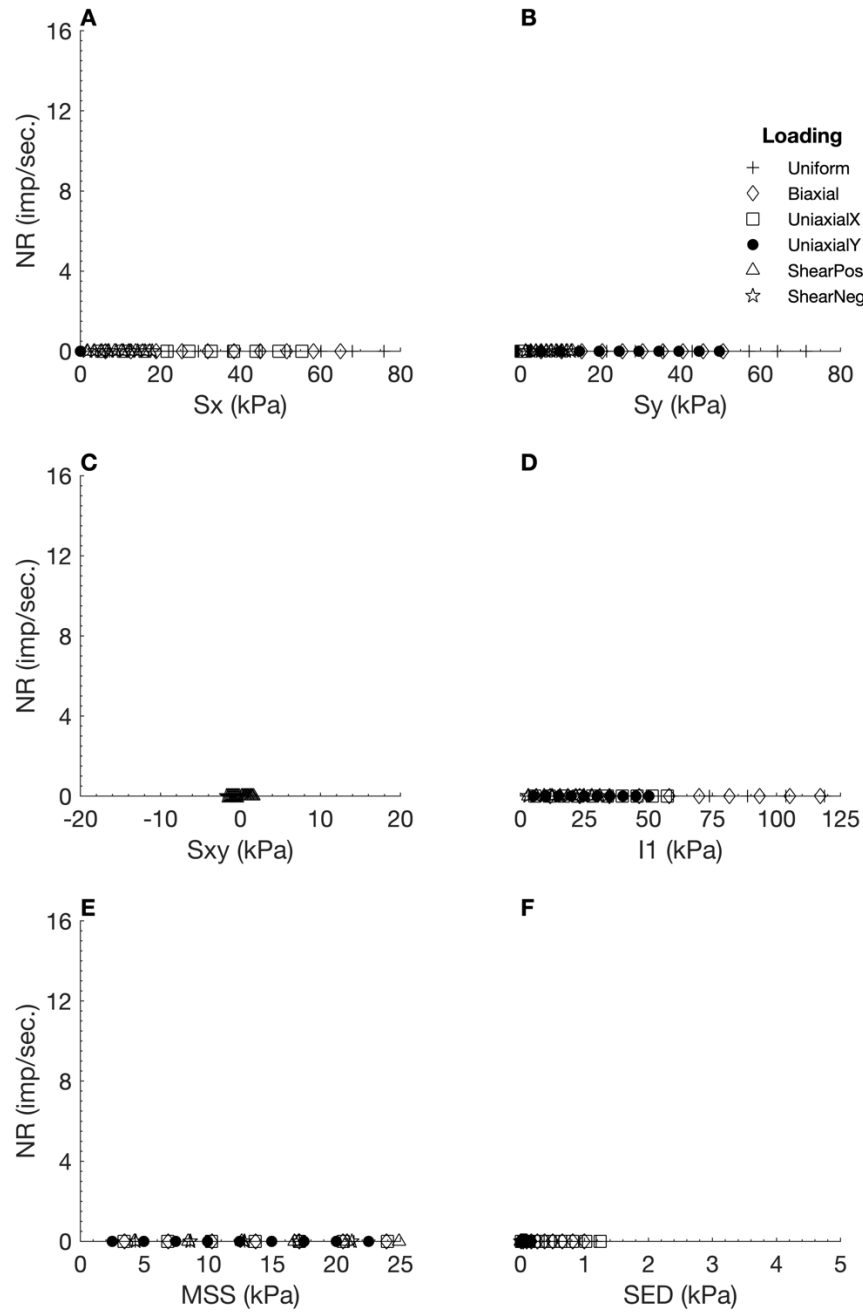 A
16
12
8
4
0
NR (imp/sec.)
0 20 40 60 80
Sx (kPa)
B
Loading
Uniform
Biaxial
UniaxialX
UniaxialY
ShearPos
ShearNeg
0 20 40 60 80
Sy (kPa)
C
16
12
8
4
0
NR (imp/sec.)
-20 -10 0 10 20
Sxy (kPa)
D
0 25 50 75 100 125
I1 (kPa)
E
16
12
8
4
0
NR (imp/sec.)
0 5 10 15 20 25
MSS (kPa)
F
0 1 2 3 4 5
SED (kPa)